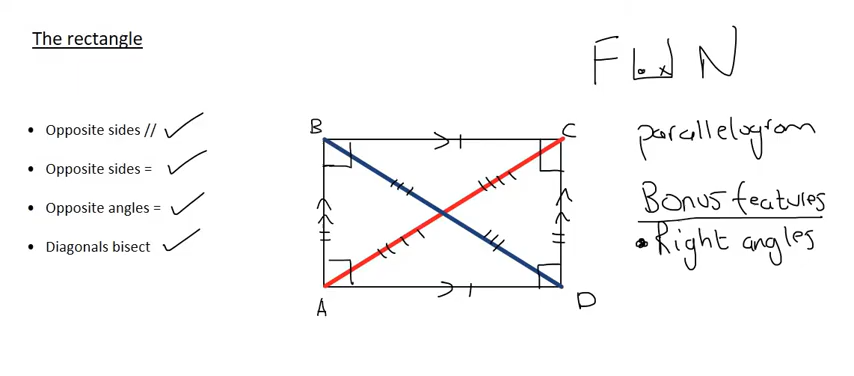 The rectangle
• Opposite sides //
• Opposite sides =
• Opposite angles =
• Diagonals bisect
B
C
A
D
F U N
parallelogram
Bonus features
• Right angles